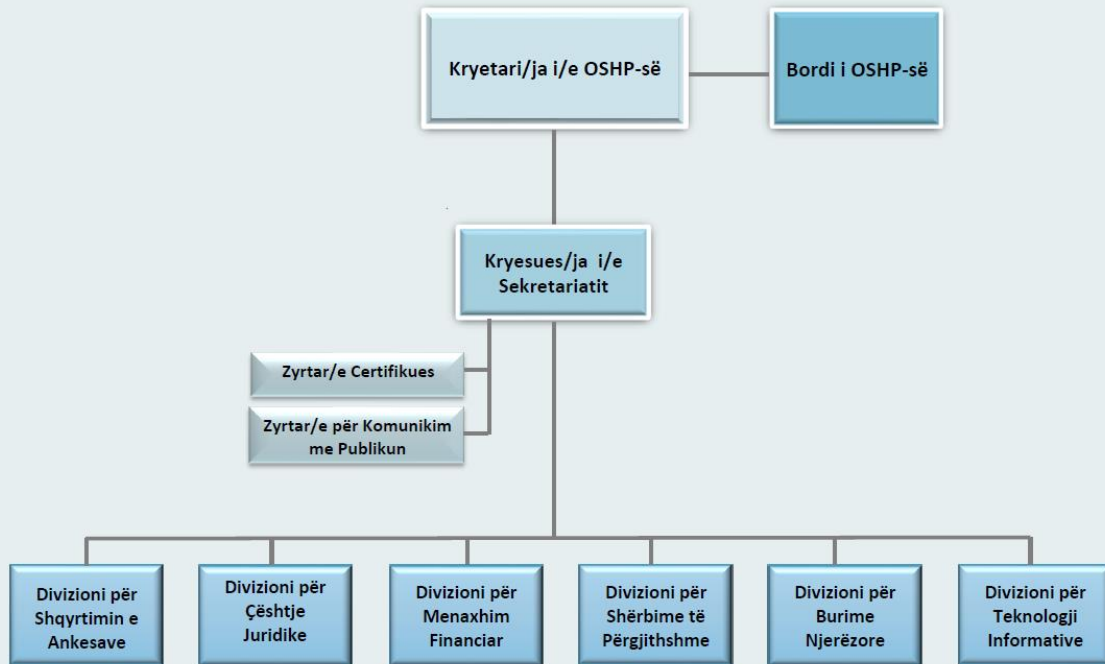 Kryetari/ja i/e OSHP-së
Bordi i OSHP-së
Kryesues/ja i/e
Sekretariatit
Zyrtar/e Certifikues
Zyrtar/e për Komunikim
me Publikun
Divizioni për
Shqyrtimin e
Ankesave
Divizioni për
Çështje
Juridike
Divizioni për
Menaxhim
Financiar
Divizioni për
Shërbime të
Përgjithshme
Divizioni për
Burime
Njerëzore
Divizioni për
Teknologji
Informative